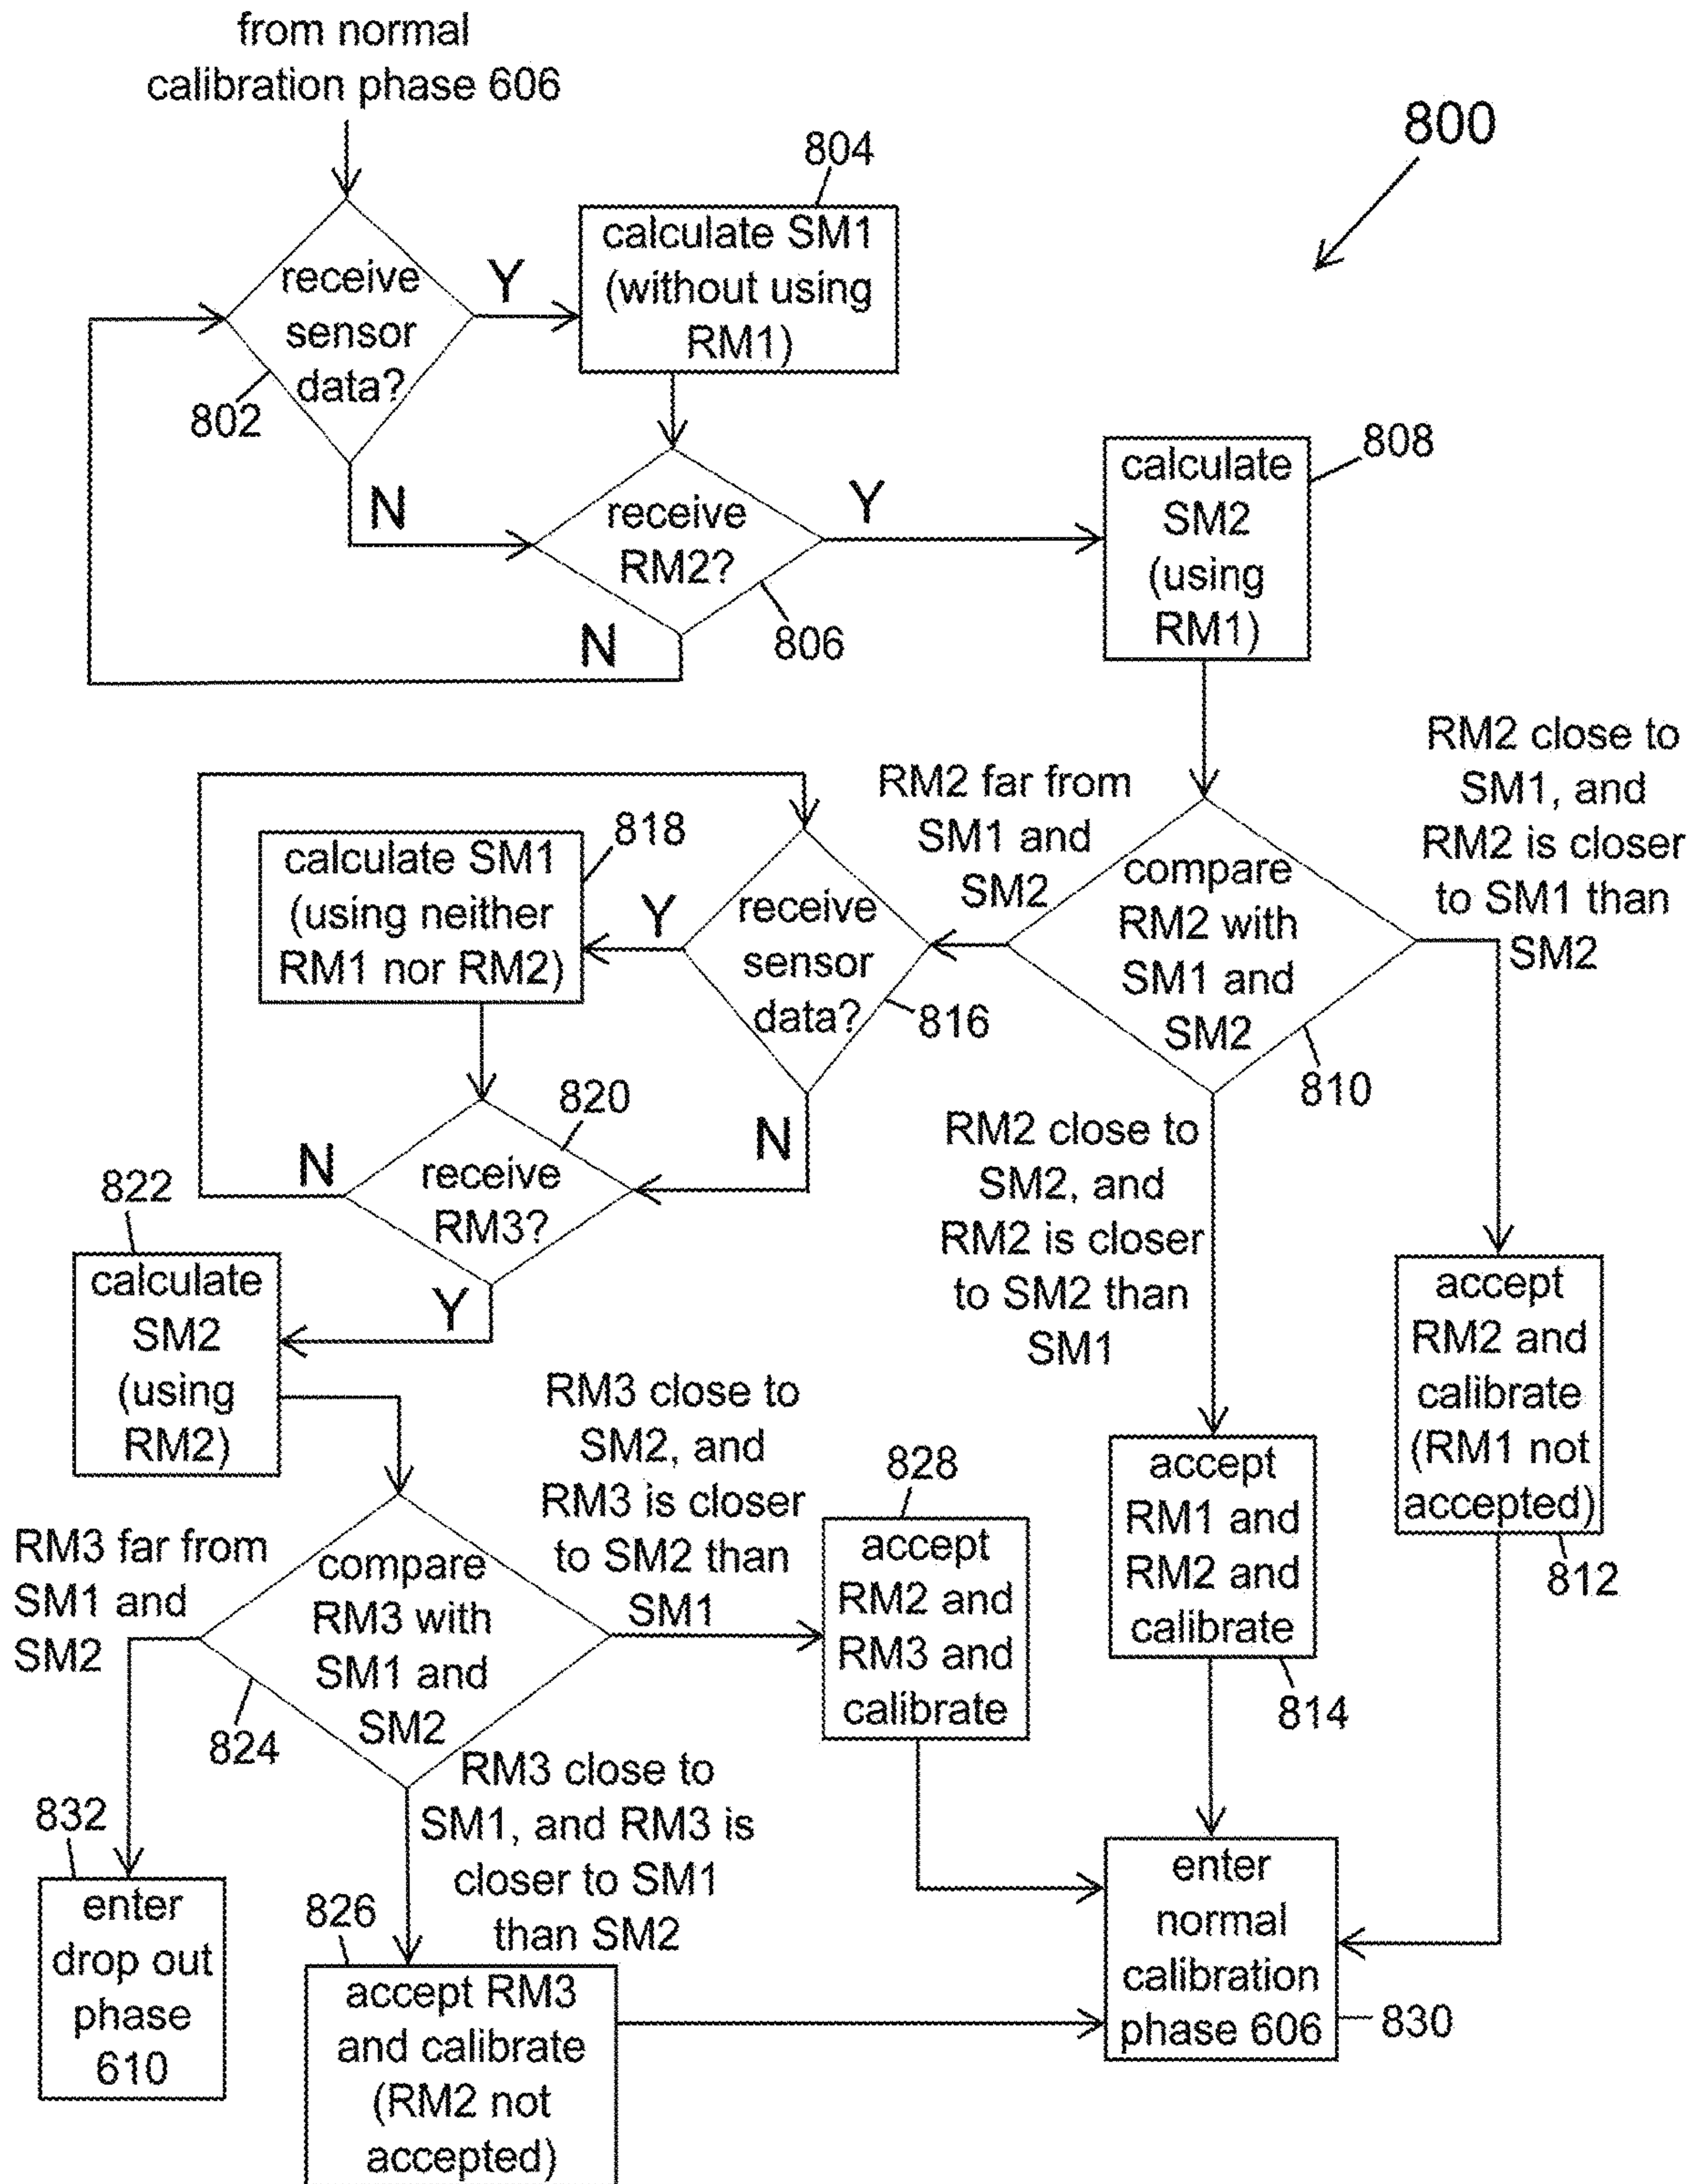 from normal
calibration phase 606
800
804
calculate SM1
(without using
RM1)
receive
sensor
data?
802
Y
N
receive
RM2?
806
Y
N
808
calculate
SM2
(using
RM1)
RM2 close to
SM1, and
RM2 is closer
to SM1 than
SM2
RM2 far from
SM1 and
SM2
compare
RM2 with
SM1 and
SM2
810
818
calculate SM1
(using neither
RM1 nor RM2)
Y
receive
sensor
data?
816
N
820
receive
RM3?
N
Y
822
calculate
SM2
(using
RM2)
RM2 close to
SM2, and
RM2 is closer
to SM2 than
SM1
accept
RM2 and
calibrate
(RM1 not
accepted)
812
accept
RM1 and
RM2 and
calibrate
814
RM3 close to
SM2, and
RM3 is closer
to SM2 than
SM1
828
accept
RM2 and
RM3 and
calibrate
RM3 far from
SM1 and
SM2
compare
RM3 with
SM1 and
SM2
824
RM3 close to
SM1, and RM3 is
closer to SM1
than SM2
832
enter
drop out
phase
610
826
accept RM3
and calibrate
(RM2 not
accepted)
enter
normal
calibration
phase 606
830